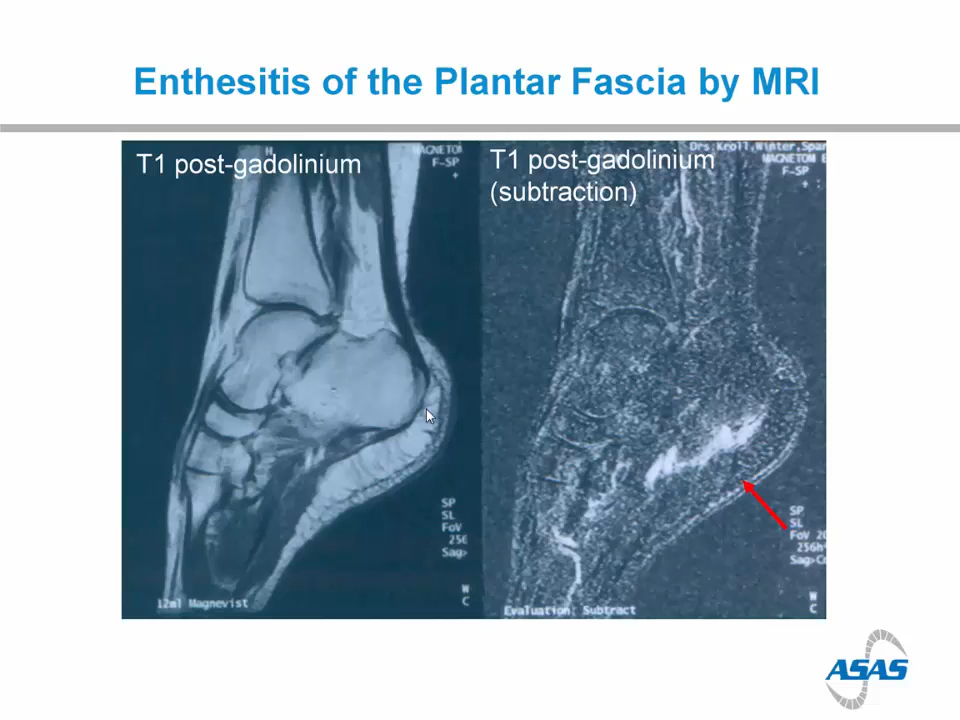 Enthesitis of the Plantar Fascia by MRI
T1 post-gadolinium
H
MAGNETOM
F-SP
+
SP
SL
FoV
256
Sag>
W
C
12ml Magnevist
T1 post-gadolinium
(subtraction)
Drs.Kroll,Winter,Spar
MAGNETOM E
F-SP
+ :
SP
SL
FoV 20
256h
Sag>Co
W
C
Evaluation: Subtract
ASAS